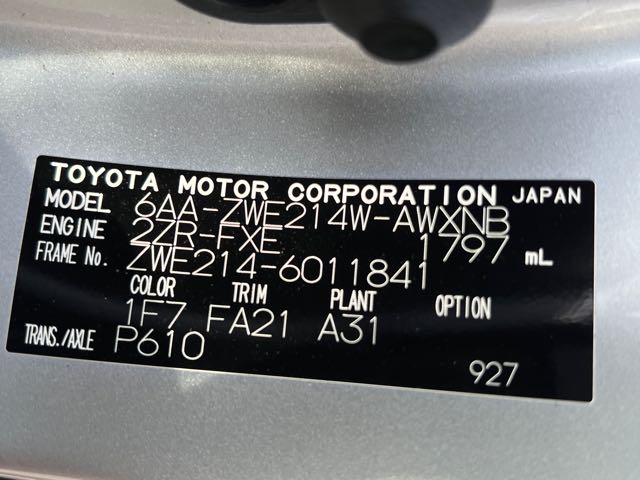 TOYOTA MOTOR CORPORATION JAPAN
MODEL 6AA-ZWE214W-AWXNB
ENGINE 2ZR-FXE 1797 mL
FRAME No. ZWE214-6011841
COLOR TRIM PLANT OPTION
1F7 FA21 A31
TRANS./AXLE P610
927